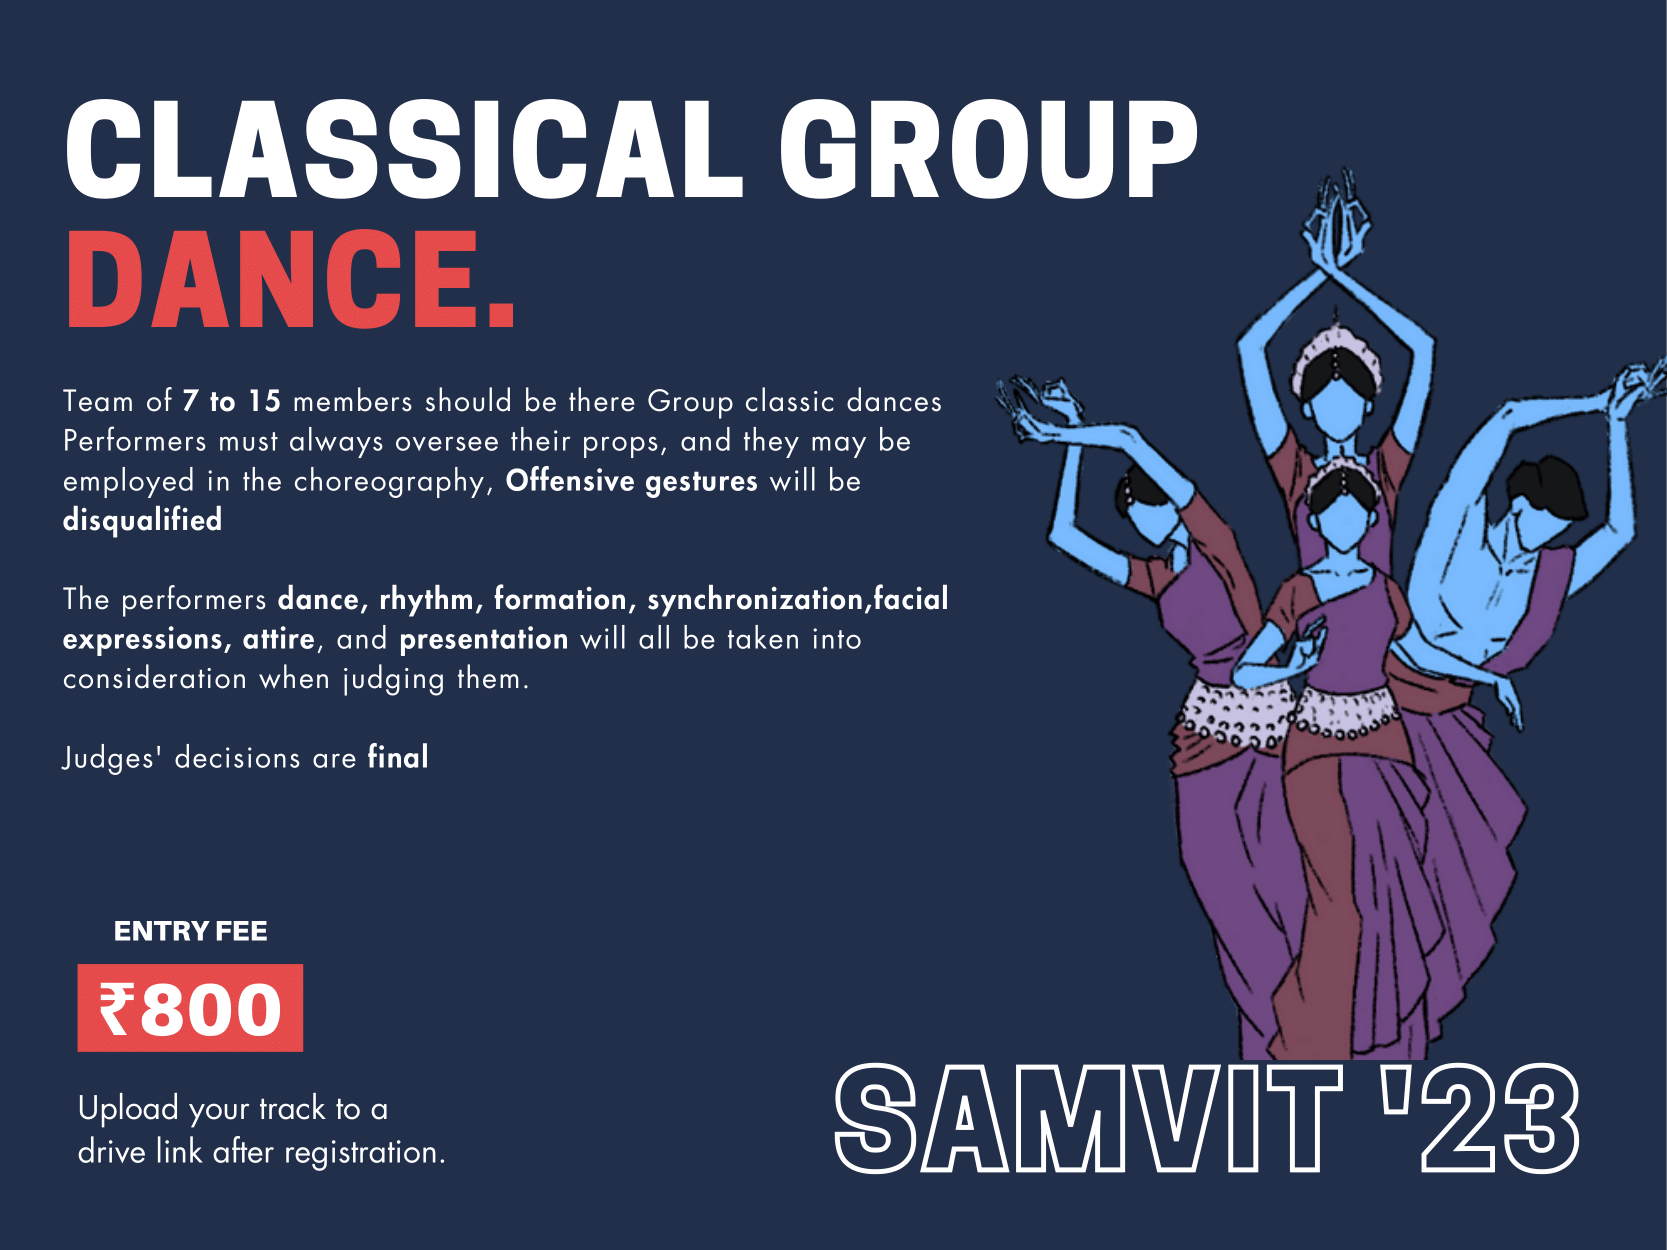 CLASSICAL GROUP
DANCE.
Team of 7 to 15 members should be there Group classic dances
Performers must always oversee their props, and they may be
employed in the choreography, Offensive gestures will be
disqualified
The performers dance, rhythm, formation, synchronization,facial
expressions, attire, and presentation will all be taken into
consideration when judging them.
Judges' decisions are final
ENTRY FEE
₹800
Upload your track to a
drive link after registration.
SAMVIT '23